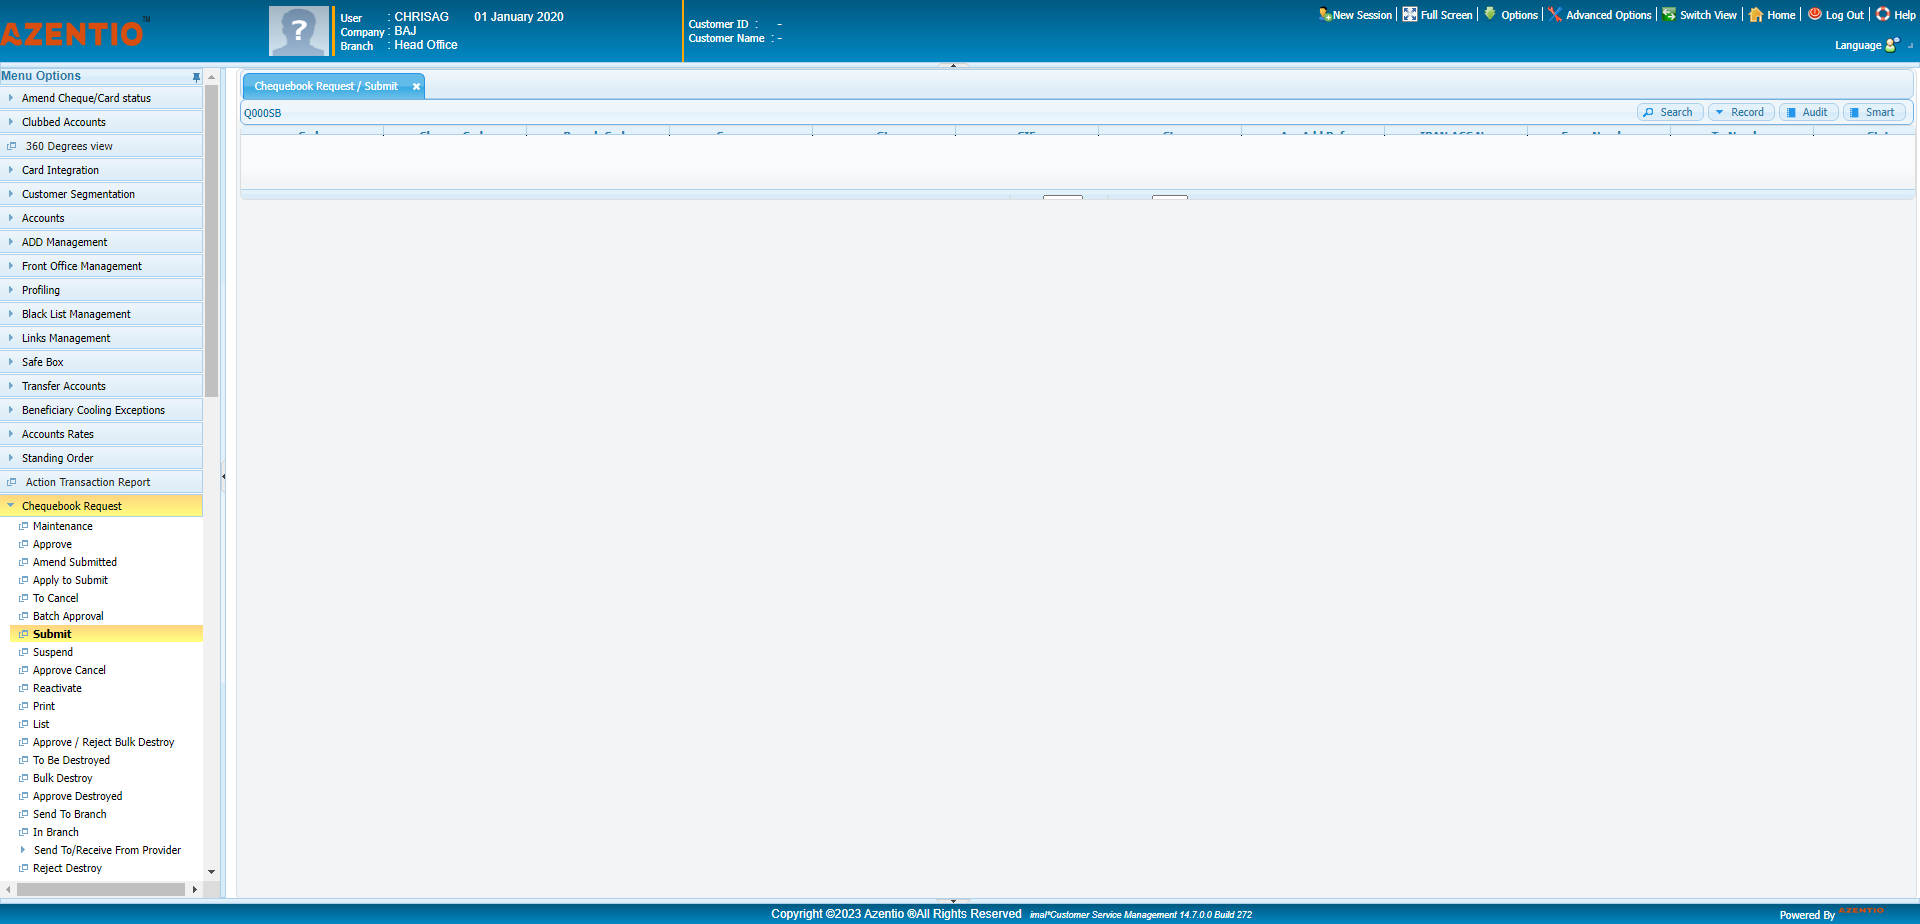 AZENTIO™
User : CHRISAG 01 January 2020
Company : BAJ
Branch : Head Office
Customer ID : -
Customer Name : -
New Session Full Screen Options Advanced Options Switch View Home Log Out Help
Language
Menu Options
Amend Cheque/Card status
Clubbed Accounts
360 Degrees view
Card Integration
Customer Segmentation
Accounts
ADD Management
Front Office Management
Profiling
Black List Management
Links Management
Safe Box
Transfer Accounts
Beneficiary Cooling Exceptions
Accounts Rates
Standing Order
Action Transaction Report
Chequebook Request
Maintenance
Approve
Amend Submitted
Apply to Submit
To Cancel
Batch Approval
Submit
Suspend
Approve Cancel
Reactivate
Print
List
Approve / Reject Bulk Destroy
To Be Destroyed
Bulk Destroy
Approve Destroyed
Send To Branch
In Branch
Send To/Receive From Provider
Reject Destroy
Chequebook Request / Submit
Q000SB
Search Record Audit Smart
Copyright ©2023 Azentio ®All Rights Reserved imal*Customer Service Management 14.7.0.0 Build 272
Powered By AZENTIO